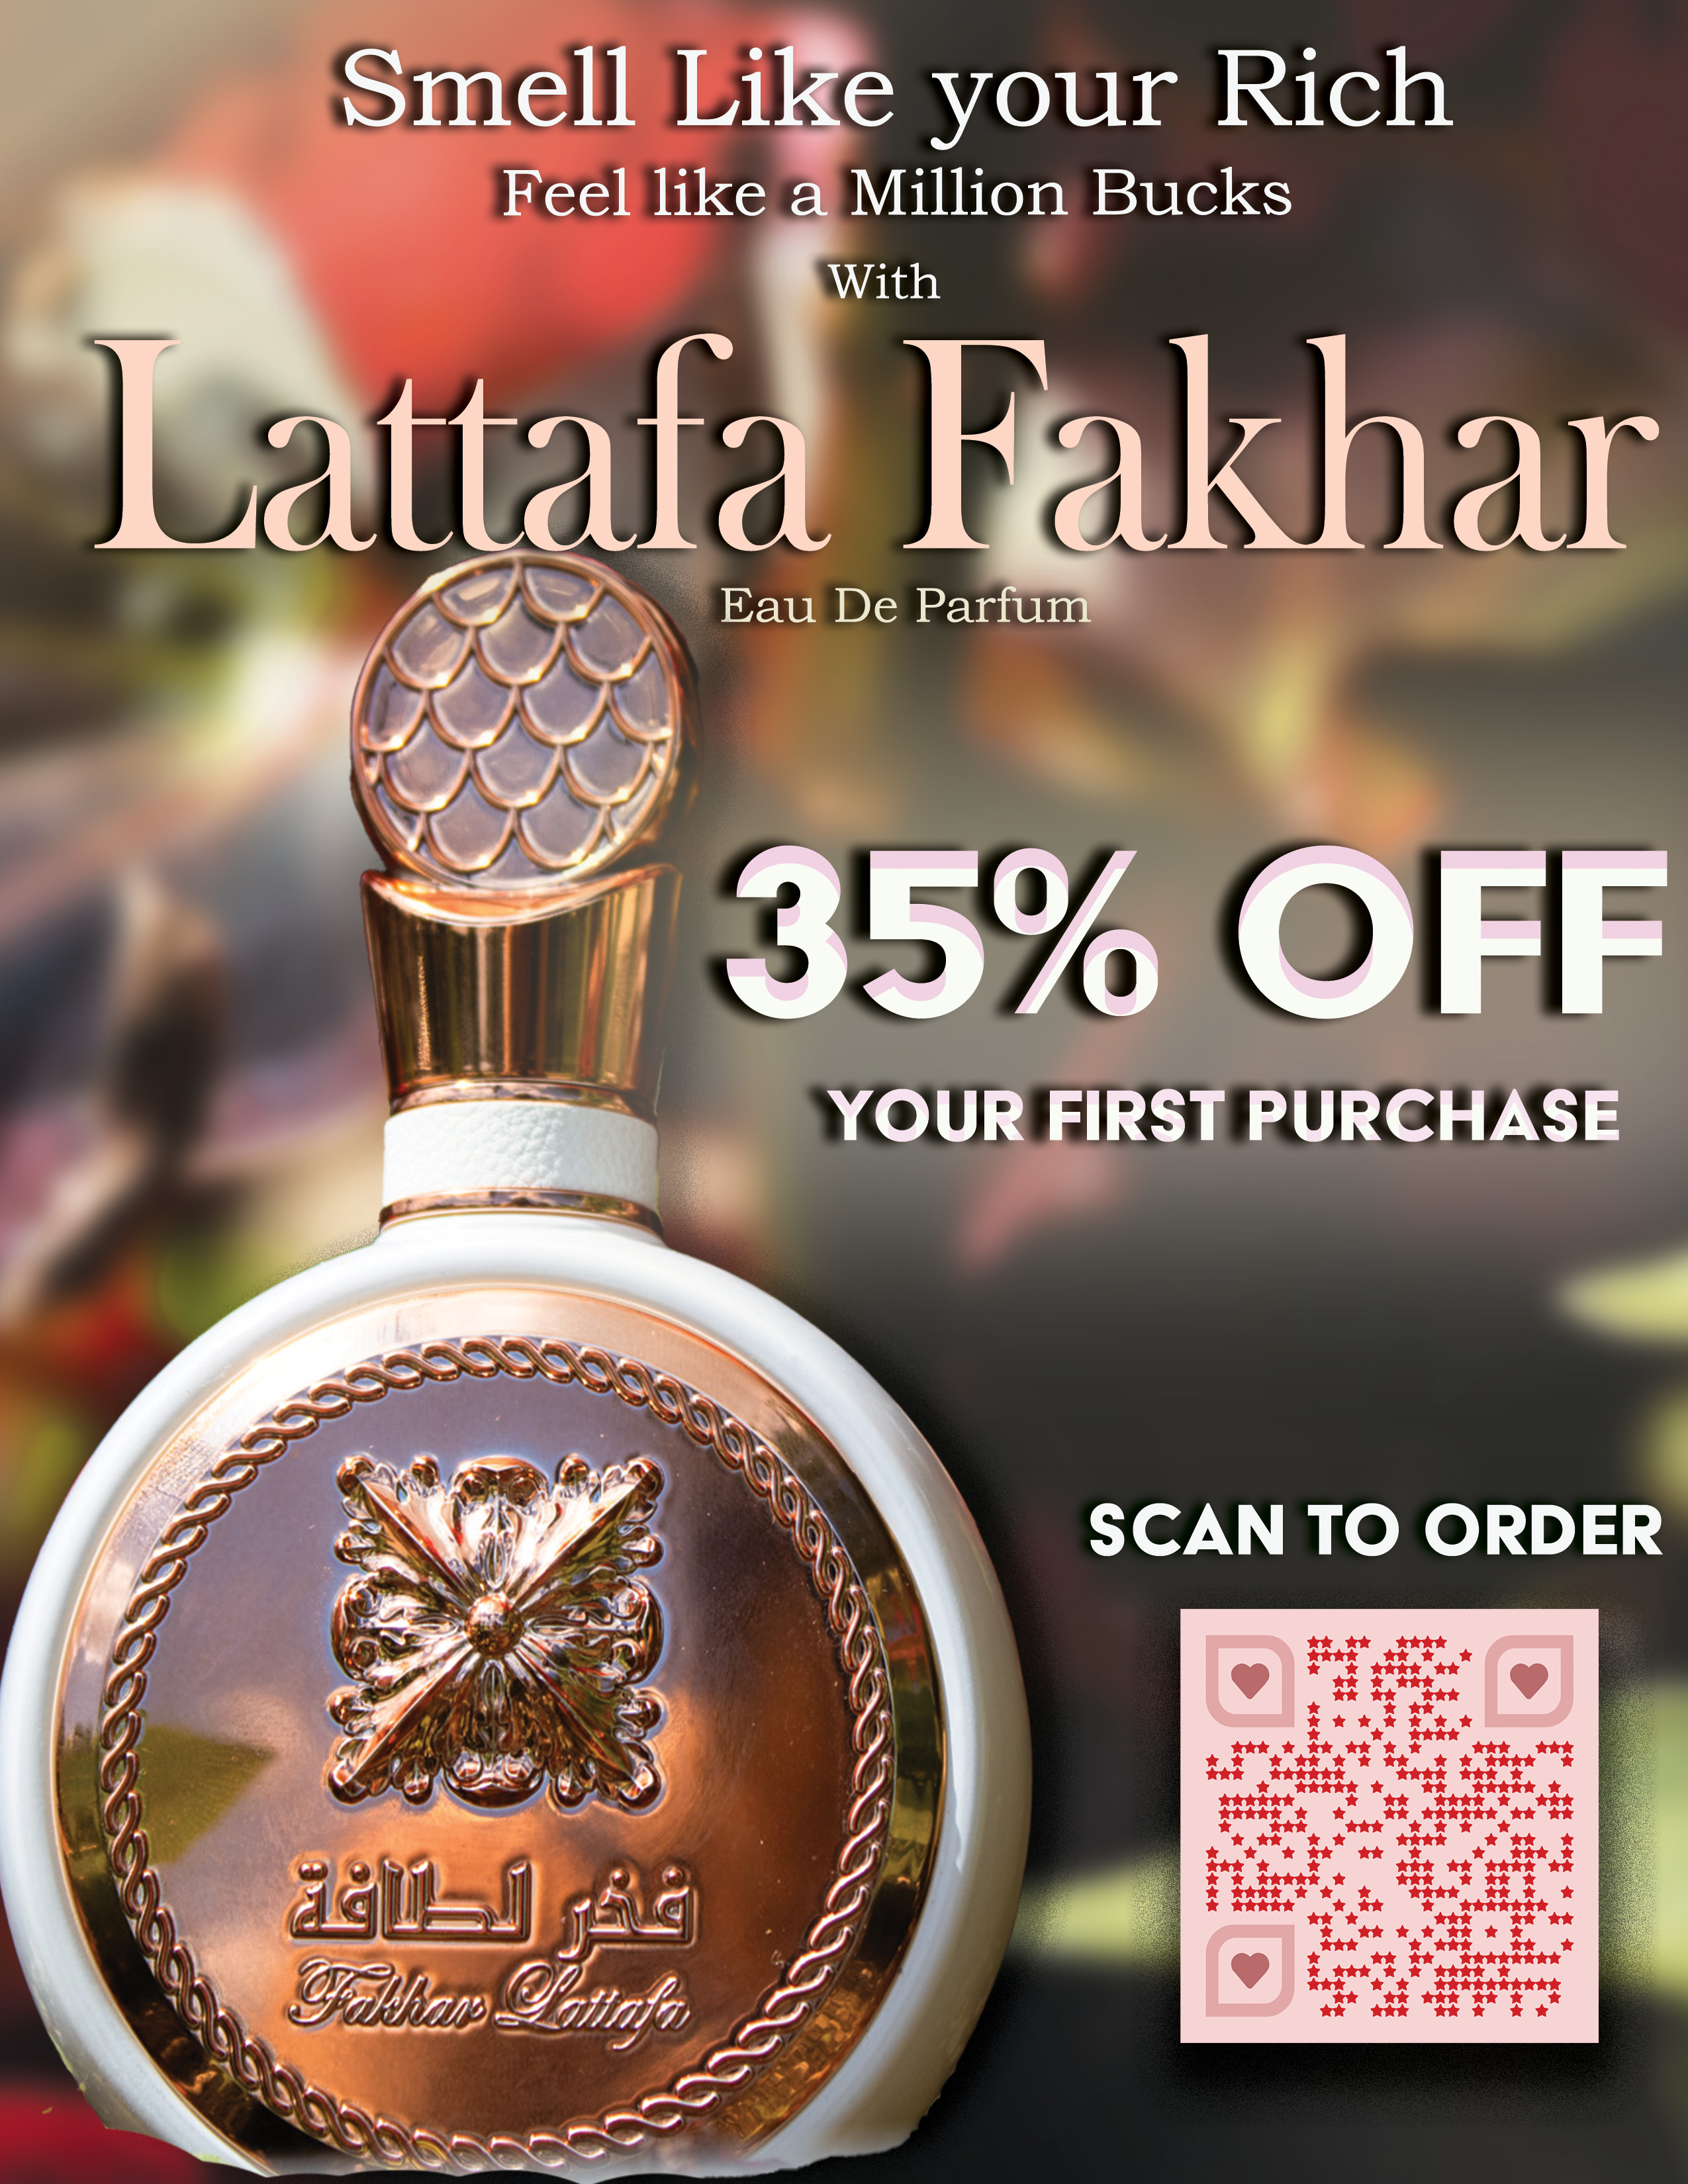 Smell Like your Rich
Feel like a Million Bucks
With
Lattafa Fakhar
Eau De Parfum
35% OFF
YOUR FIRST PURCHASE
SCAN TO ORDER
فخر لطافة
Fakhar Lattafa